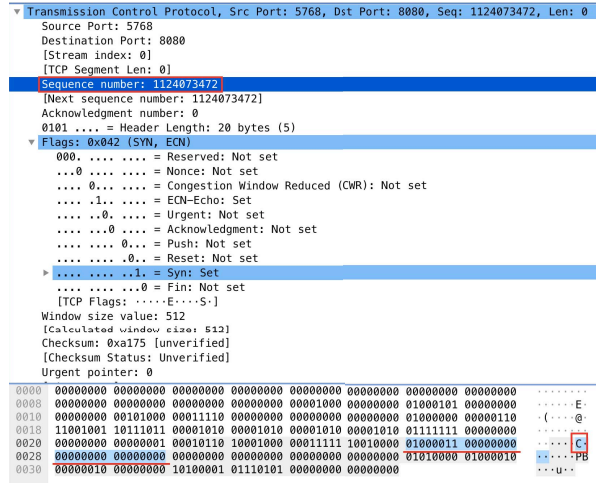 Transmission Control Protocol, Src Port: 5768, Dst Port: 8080, Seq: 1124073472, Len: 0
Source Port: 5768
Destination Port: 8080
[Stream index: 0]
[TCP Segment Len: 0]
Sequence number: 1124073472
[Next sequence number: 1124073472]
Acknowledgment number: 0
0101 .... = Header Length: 20 bytes (5)
Flags: 0x042 (SYN, ECN)
000. .... .... = Reserved: Not set
...0 .... .... = Nonce: Not set
.... 0... .... = Congestion Window Reduced (CWR): Not set
.... .1.. .... = ECN-Echo: Set
.... ..0. .... = Urgent: Not set
.... ...0 .... = Acknowledgment: Not set
.... .... 0... = Push: Not set
.... .... .0.. = Reset: Not set
.... .... ..1. = Syn: Set
.... .... ...0 = Fin: Not set
[TCP Flags: ·····E····S·]
Window size value: 512
[Calculated window size: 512]
Checksum: 0xa175 [unverified]
[Checksum Status: Unverified]
Urgent pointer: 0
0000 00000000 00000000 00000000 00000000 00000000 00000000 00000000 00000000 ········
0008 00000000 00000000 00000000 00000000 00001000 00000000 01000101 00000000 ······E·
0010 00000000 00101000 00011110 00000000 00000000 00000000 01000000 00000110 ·(····@·
0018 11001001 10111011 00001010 00001010 00001010 00001010 01111111 00000000 ········
0020 00000000 00000001 00010110 10001000 00011111 10010000 01000011 00000000 ······C·
0028 00000000 00000000 00000000 00000000 00000000 00000000 01010000 01000010 ······PB
0030 00000010 00000000 10100001 01110101 00000000 00000000 ···u··